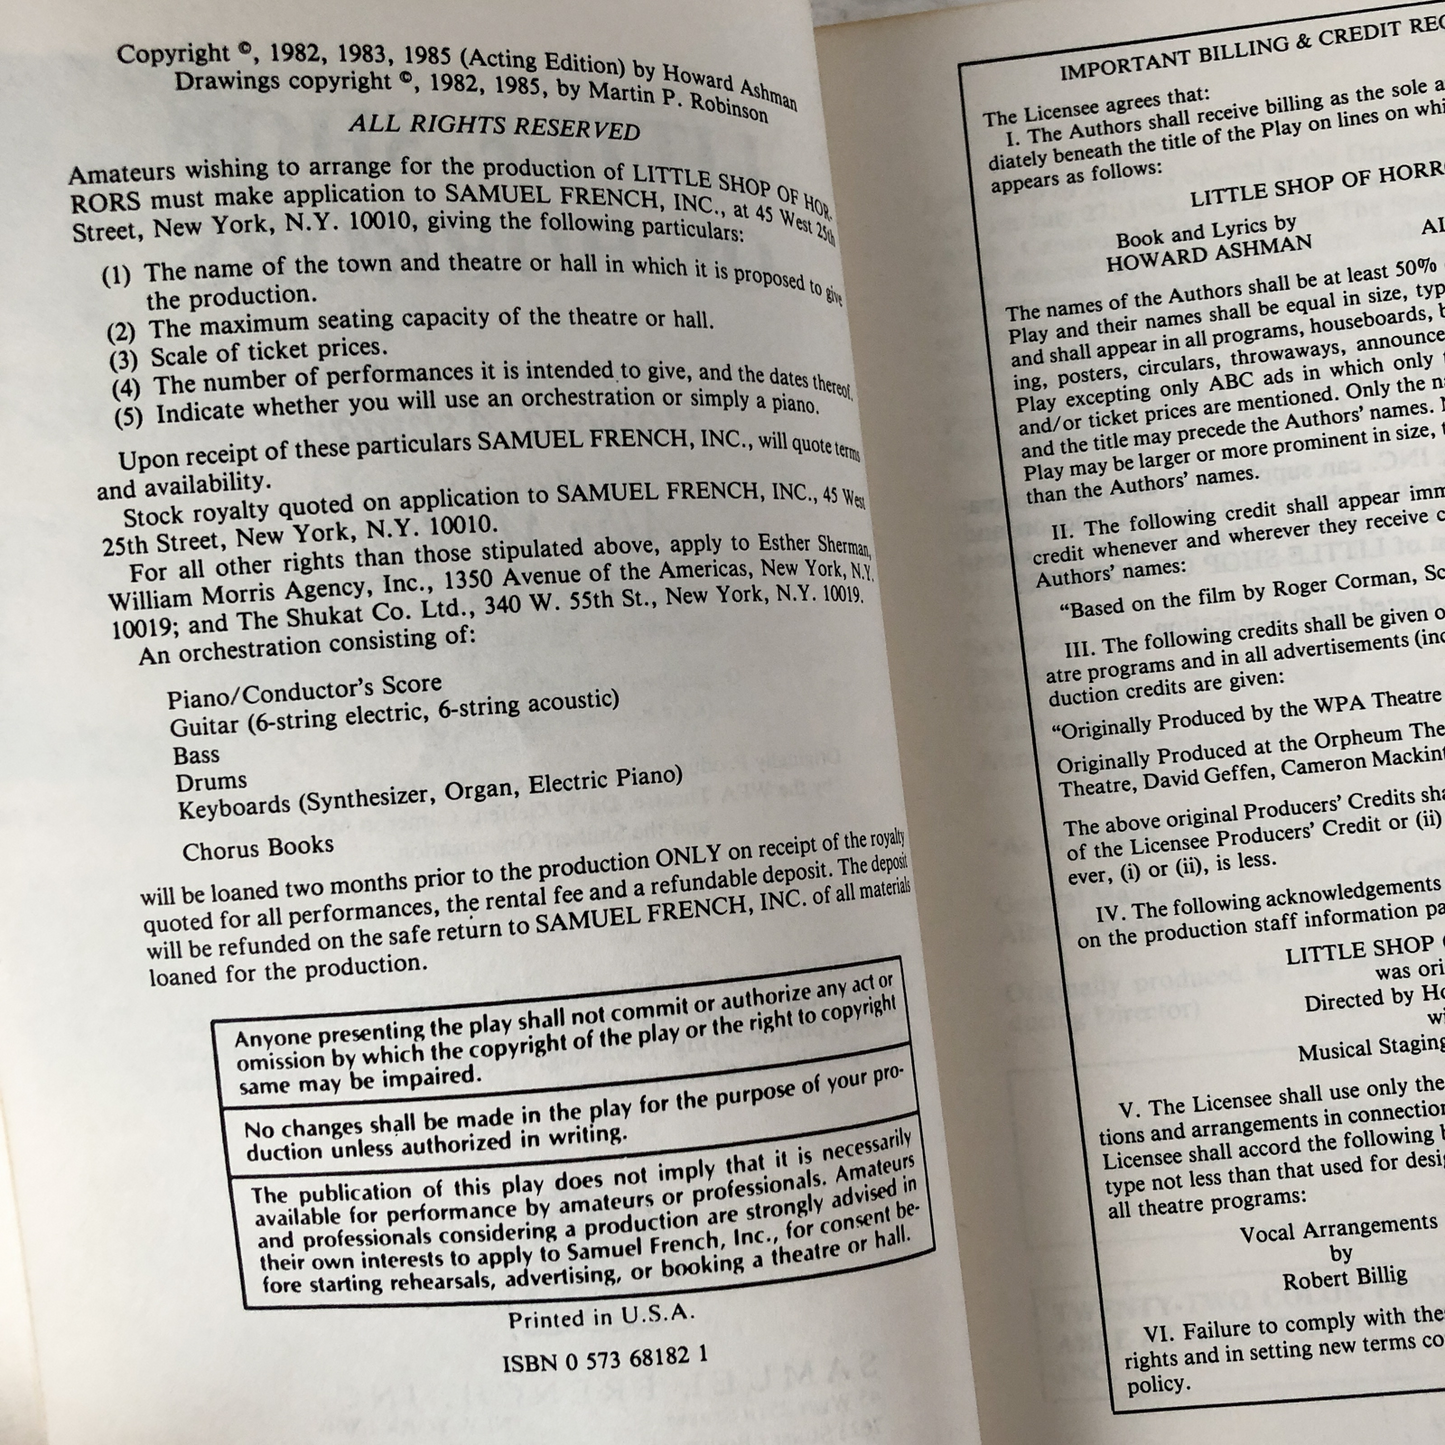 Copyright ©, 1982, 1983, 1985 (Acting Edition) by Howard Ashman
Drawings copyright ©, 1982, 1985, by Martin P. Robinson
ALL RIGHTS RESERVED
Amateurs wishing to arrange for the production of LITTLE SHOP OF HOR-
RORS must make application to SAMUEL FRENCH, INC., at 45 West 25th
Street, New York, N.Y. 10010, giving the following particulars:
(1) The name of the town and theatre or hall in which it is proposed to give
the production.
(2) The maximum seating capacity of the theatre or hall.
(3) Scale of ticket prices.
(4) The number of performances it is intended to give, and the dates thereof.
(5) Indicate whether you will use an orchestration or simply a piano.
Upon receipt of these particulars SAMUEL FRENCH, INC., will quote terms
and availability.
Stock royalty quoted on application to SAMUEL FRENCH, INC., 45 West
25th Street, New York, N.Y. 10010.
For all other rights than those stipulated above, apply to Esther Sherman,
William Morris Agency, Inc., 1350 Avenue of the Americas, New York, N.Y.
10019; and The Shukat Co. Ltd., 340 W. 55th St., New York, N.Y. 10019.
An orchestration consisting of:
Piano/Conductor's Score
Guitar (6-string electric, 6-string acoustic)
Bass
Drums
Keyboards (Synthesizer, Organ, Electric Piano)
Chorus Books
will be loaned two months prior to the production ONLY on receipt of the royalty
quoted for all performances, the rental fee and a refundable deposit. The deposit
will be refunded on the safe return to SAMUEL FRENCH, INC. of all materials
loaned for the production.
Anyone presenting the play shall not commit or authorize any act or
omission by which the copyright of the play or the right to copyright
same may be impaired.
No changes shall be made in the play for the purpose of your pro-
duction unless authorized in writing.
The publication of this play does not imply that it is necessarily
available for performance by amateurs or professionals. Amateurs
and professionals considering a production are strongly advised in
their own interests to apply to Samuel French, Inc., for consent be-
fore starting rehearsals, advertising, or booking a theatre or hall.
Printed in U.S.A.
ISBN 0 573 68182 1
IMPORTANT BILLING & CREDIT REQ
The Licensee agrees that:
I. The Authors shall receive billing as the sole a
diately beneath the title of the Play on lines on whi
appears as follows:
LITTLE SHOP OF HORR
Book and Lyrics by
HOWARD ASHMAN
The names of the Authors shall be at least 50%
Play and their names shall be equal in size, typ
and shall appear in all programs, houseboards, b
ing, posters, circulars, throwaways, announce
Play excepting only ABC ads in which only
and/or ticket prices are mentioned. Only the n
and the title may precede the Authors' names.
Play may be larger or more prominent in size, t
than the Authors' names.
II. The following credit shall appear imm
credit whenever and wherever they receive c
Authors' names:
"Based on the film by Roger Corman, Sc
III. The following credits shall be given o
atre programs and in all advertisements (inc
duction credits are given:
"Originally Produced by the WPA Theatre
Originally Produced at the Orpheum The
Theatre, David Geffen, Cameron Mackint
The above original Producers' Credits sha
of the Licensee Producers' Credit or (ii)
ever, (i) or (ii), is less.
IV. The following acknowledgements
on the production staff information pa
LITTLE SHOP
was ori
Directed by Ho
wi
Musical Staging
V. The Licensee shall use only the
tions and arrangements in connection
Licensee shall accord the following b
type not less than that used for desi
all theatre programs:
Vocal Arrangements
by
Robert Billig
VI. Failure to comply with the
rights and in setting new terms co
policy.